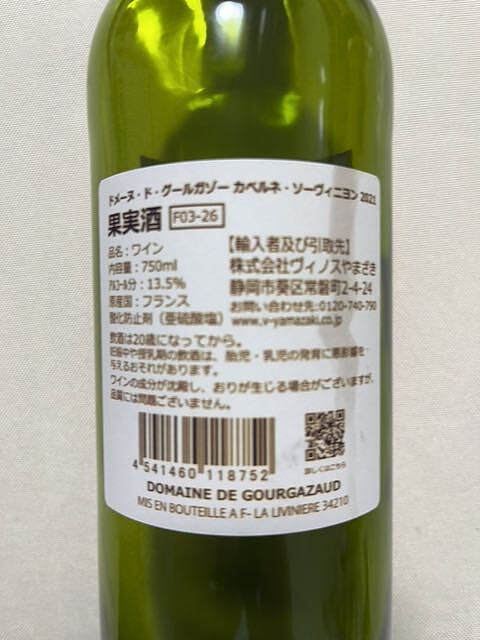 ドメーヌ・ド・グールガゾー カベルネ・ソーヴィニヨン 2021
果実酒 F03-26
品名：ワイン
内容量：750ml
ｱﾙｺｰﾙ分：13.5%
原産国：フランス
酸化防止剤（亜硫酸塩）
【輸入者及び引取先】
株式会社ヴィノスやまざき
静岡市葵区常磐町2-4-24
お問い合わせ先:0120-740-790
www.v-yamazaki.co.jp
飲酒は20歳になってから。
妊娠中や授乳期の飲酒は、胎児・乳児の発育に悪影響を
与えるおそれがあります。
ワインの成分が沈殿し、おりが生じる場合がございますが、
品質には問題ございません。
4 541460 118752
詳しくはこちら
DOMAINE DE GOURGAZAUD
MIS EN BOUTEILLE A F- LA LIVINIERE 34210